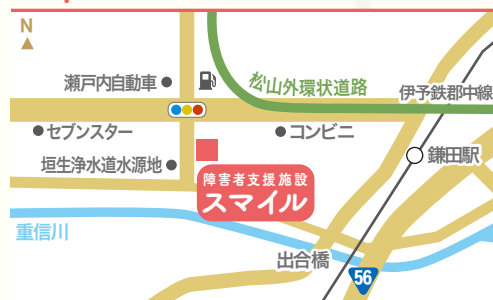 N
瀬戸内自動車
松山外環状道路
伊予鉄郡中線
セブンスター
コンビニ
垣生浄水道水源地
鎌田駅
障害者支援施設
スマイル
重信川
出合橋
56